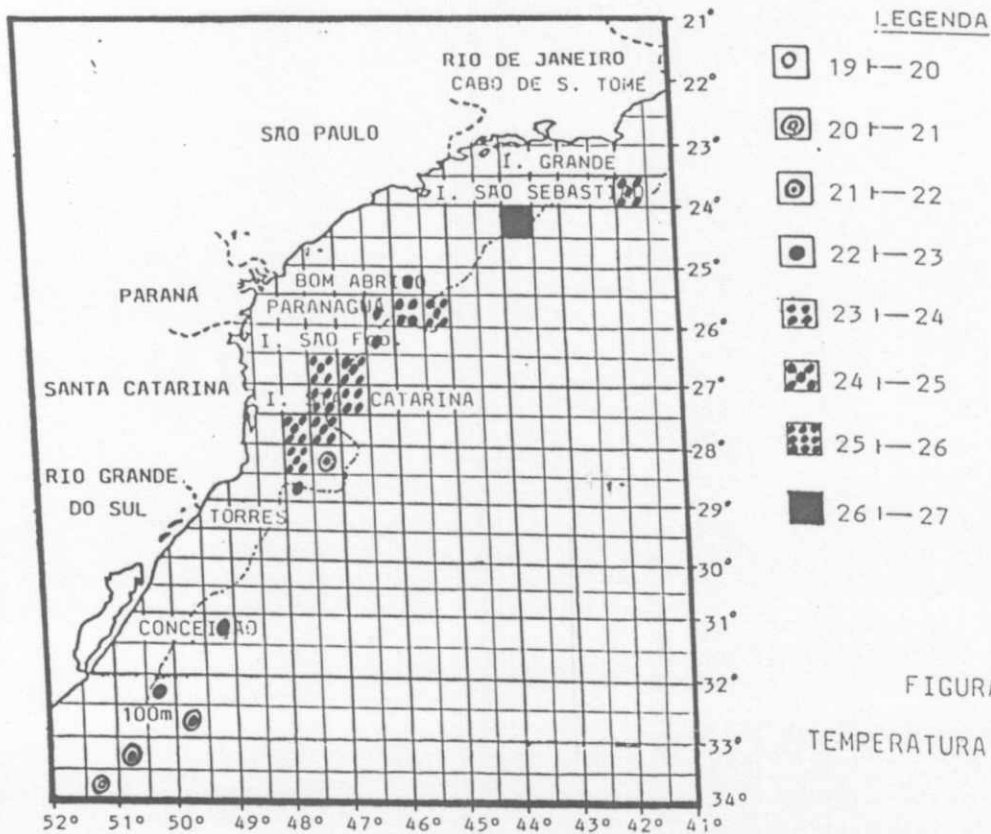 LEGENDA
19 ⊢— 20
20 ⊢— 21
21 ⊢— 22
22 ⊢— 23
23 ⊢— 24
24 ⊢— 25
25 ⊢— 26
26 ⊢— 27
RIO DE JANEIRO
CABO DE S. TOMÉ
SÃO PAULO
I. GRANDE
I. SÃO
BOM ABRIGO
PARANÁ
PARANAGUÁ
I. SÃO Fco.
SANTA CATARINA
I. CATARINA
RIO GRANDE
DO SUL
TORRES
CONCEIÇÃO
100m
21°
22°
23°
24°
25°
26°
27°
28°
29°
30°
31°
32°
33°
34°
52° 51° 50° 49° 48° 47° 46° 45° 44° 43° 42° 41°
FIGURA
TEMPERATURA